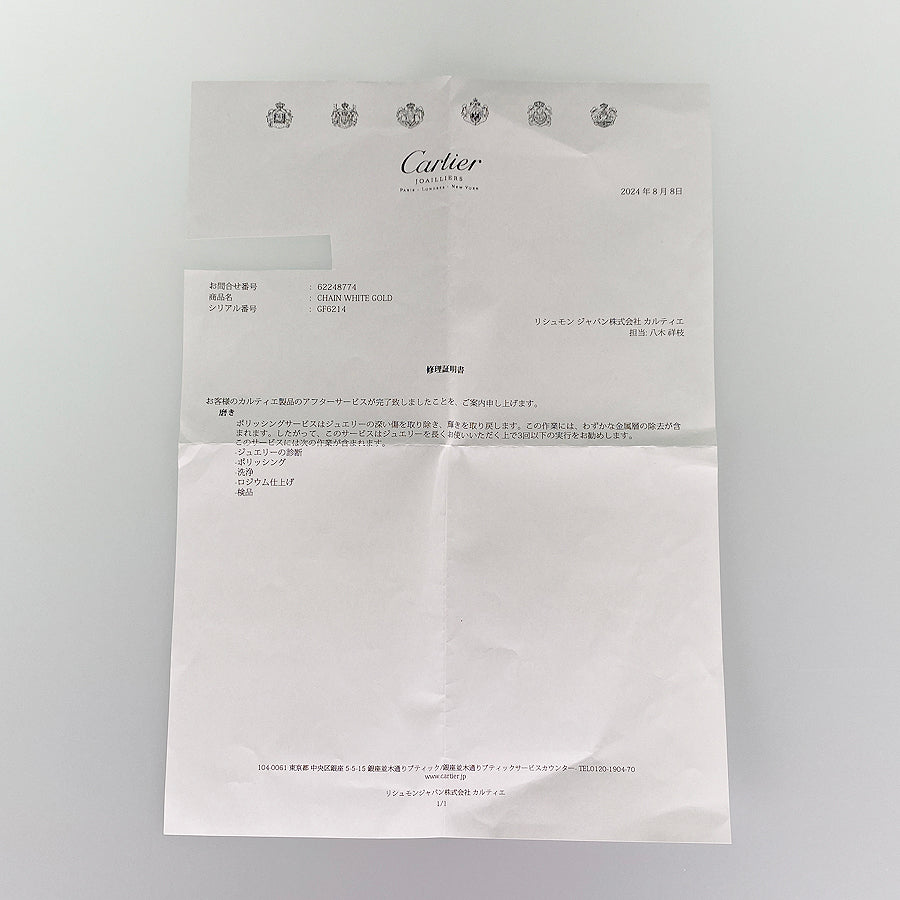 Cartier
JOAILLIERS
PARIS - LONDRES - NEW YORK
2024 年 8 月 8日
お問合せ番号 : 62248774
商品名 : CHAIN WHITE GOLD
シリアル番号 : GF6214
リシュモン ジャパン株式会社 カルティエ
担当: 八木 祥枝
修理証明書
お客様のカルティエ製品のアフターサービスが完了致しましたことを、ご案内申し上げます。
磨き
ポリッシングサービスはジュエリーの深い傷を取り除き、輝きを取り戻します。この作業には、わずかな金属層の除去が含
まれます。したがって、このサービスはジュエリーを長くお使いいただく上で3回以下の実行をお勧めします。
このサービスには次の作業が含まれます。
-ジュエリーの診断
-ポリッシング
-洗浄
-ロジウム仕上げ
-検品
104-0061 東京都 中央区銀座 5-5-15 銀座並木通りブティック/銀座並木通りブティックサービスカウンター- TEL0120-1904-70
www.cartier.jp
リシュモンジャパン株式会社 カルティエ
1/1